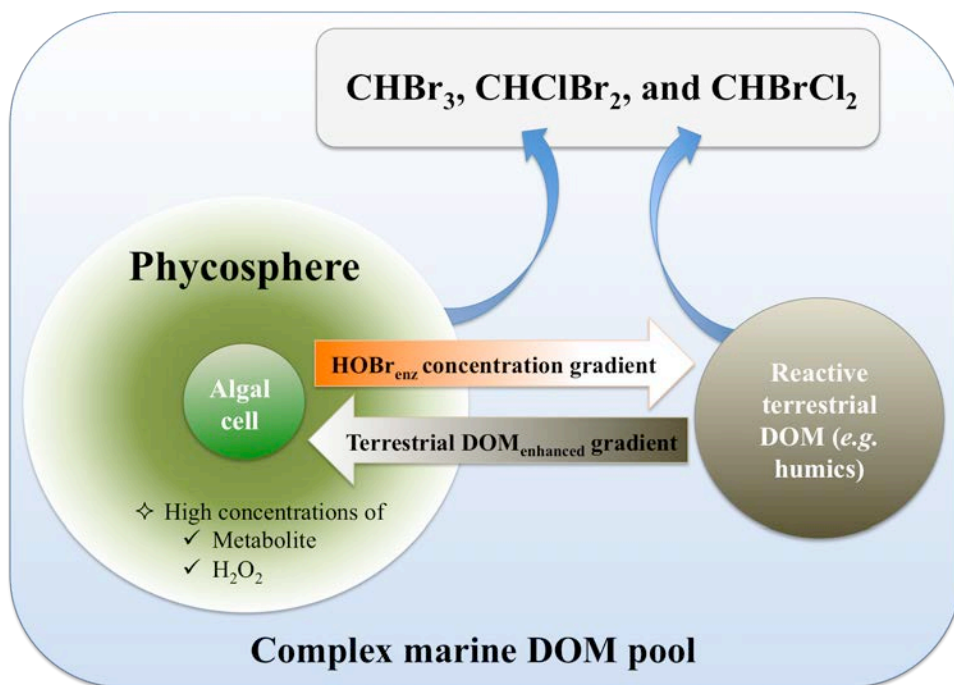 CHBr₃, CHClBr₂, and CHBrCl₂
Phycosphere
HOBrₑₙz concentration gradient
Algal
cell
Terrestrial DOMₑₙₕₐₙcₑd gradient
Reactive
terrestrial
DOM (e.g.
humics)
✧ High concentrations of
✓ Metabolite
✓ H₂O₂
Complex marine DOM pool